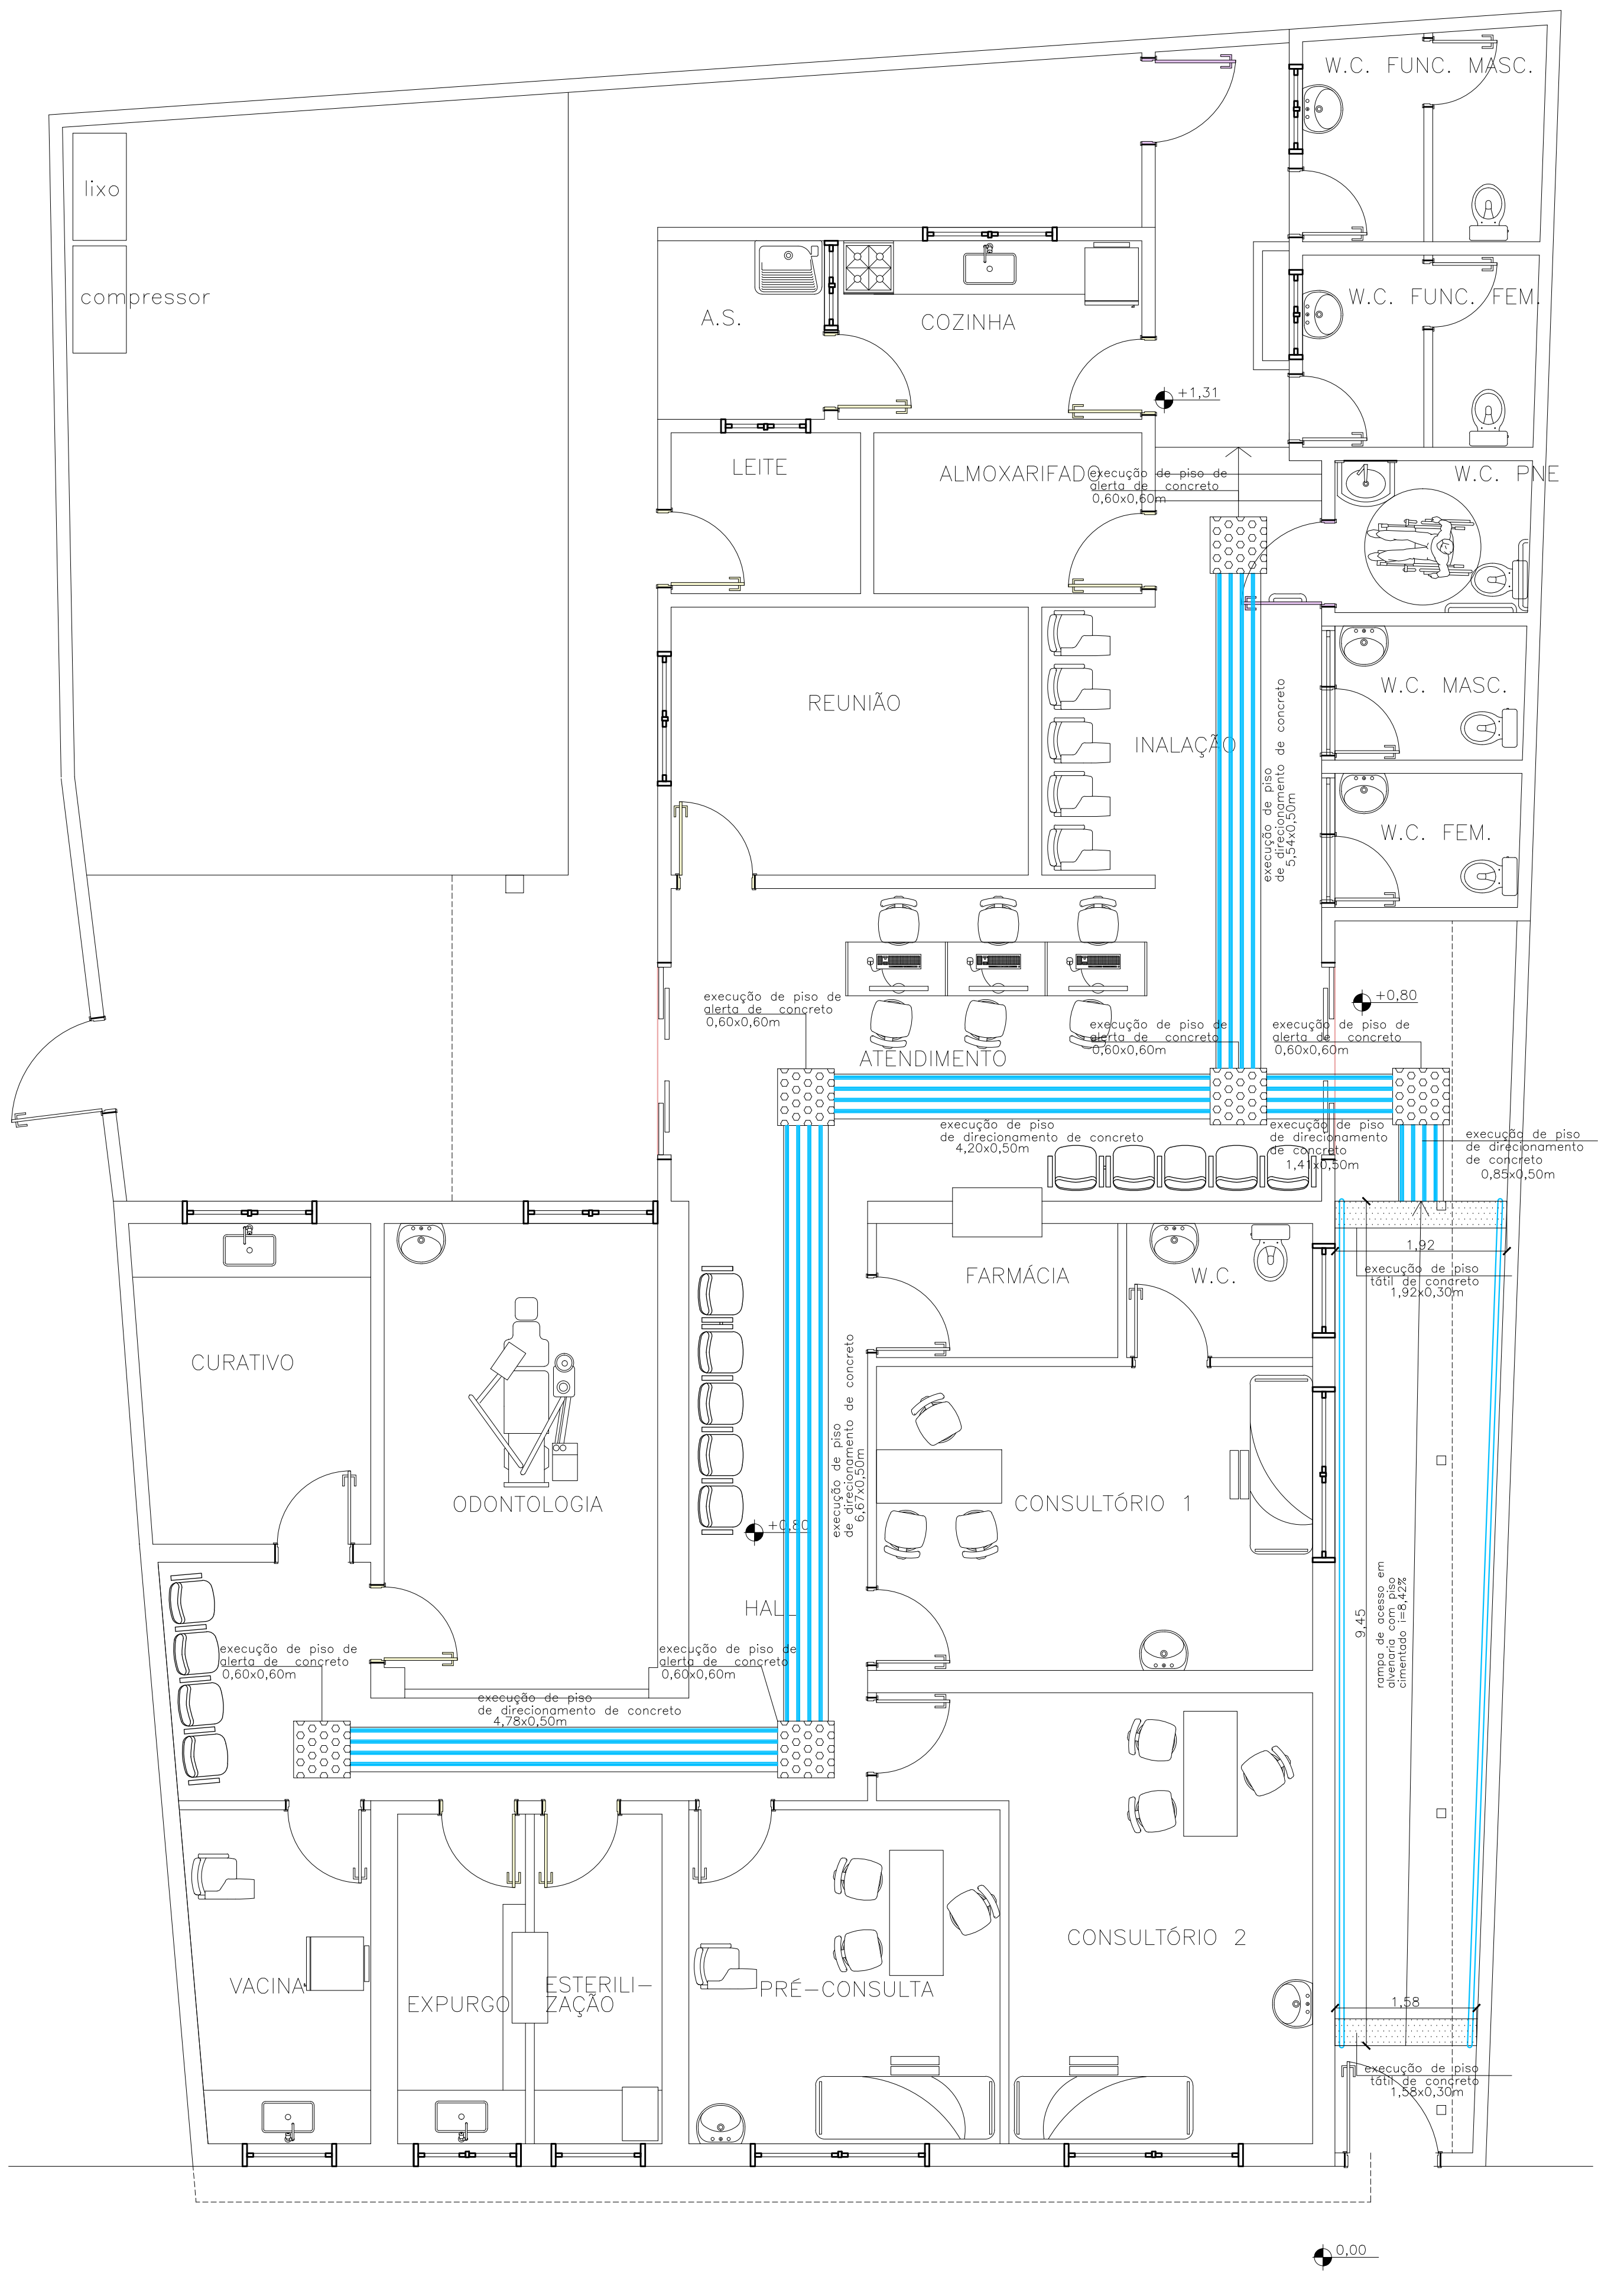 W.C. FUNC. MASC.
lixo
compressor
W.C. FUNC. FEM.
A.S.
COZINHA
+1,31
LEITE
ALMOXARIFADO
execução de piso de
alerta de concreto
0,60x0,60m
W.C. PNE
REUNIÃO
INALAÇÃO
execução de piso
de direcionamento de concreto
5,54x0,50m
W.C. MASC.
W.C. FEM.
+0,80
execução de piso de
alerta de concreto
0,60x0,60m
execução de piso de
alerta de concreto
0,60x0,60m
execução de piso de
alerta de concreto
0,60x0,60m
ATENDIMENTO
execução de piso
de direcionamento de concreto
4,20x0,50m
execução de piso
de direcionamento
de concreto
1,41x0,50m
execução de piso
de direcionamento
de concreto
0,85x0,50m
1,92
execução de piso
tátil de concreto
1,92x0,30m
FARMÁCIA
W.C.
CURATIVO
ODONTOLOGIA
execução de piso
de direcionamento de concreto
6,67x0,50m
+0,80
HALL
CONSULTÓRIO 1
9,45
rampa de acesso em
alvenaria com piso
cimentado i=8,42%
execução de piso de
alerta de concreto
0,60x0,60m
execução de piso de
alerta de concreto
0,60x0,60m
execução de piso
de direcionamento de concreto
4,78x0,50m
CONSULTÓRIO 2
VACINA
EXPURGO
ESTERILI-
ZAÇÃO
PRÉ-CONSULTA
1,58
execução de piso
tátil de concreto
1,58x0,30m
0,00